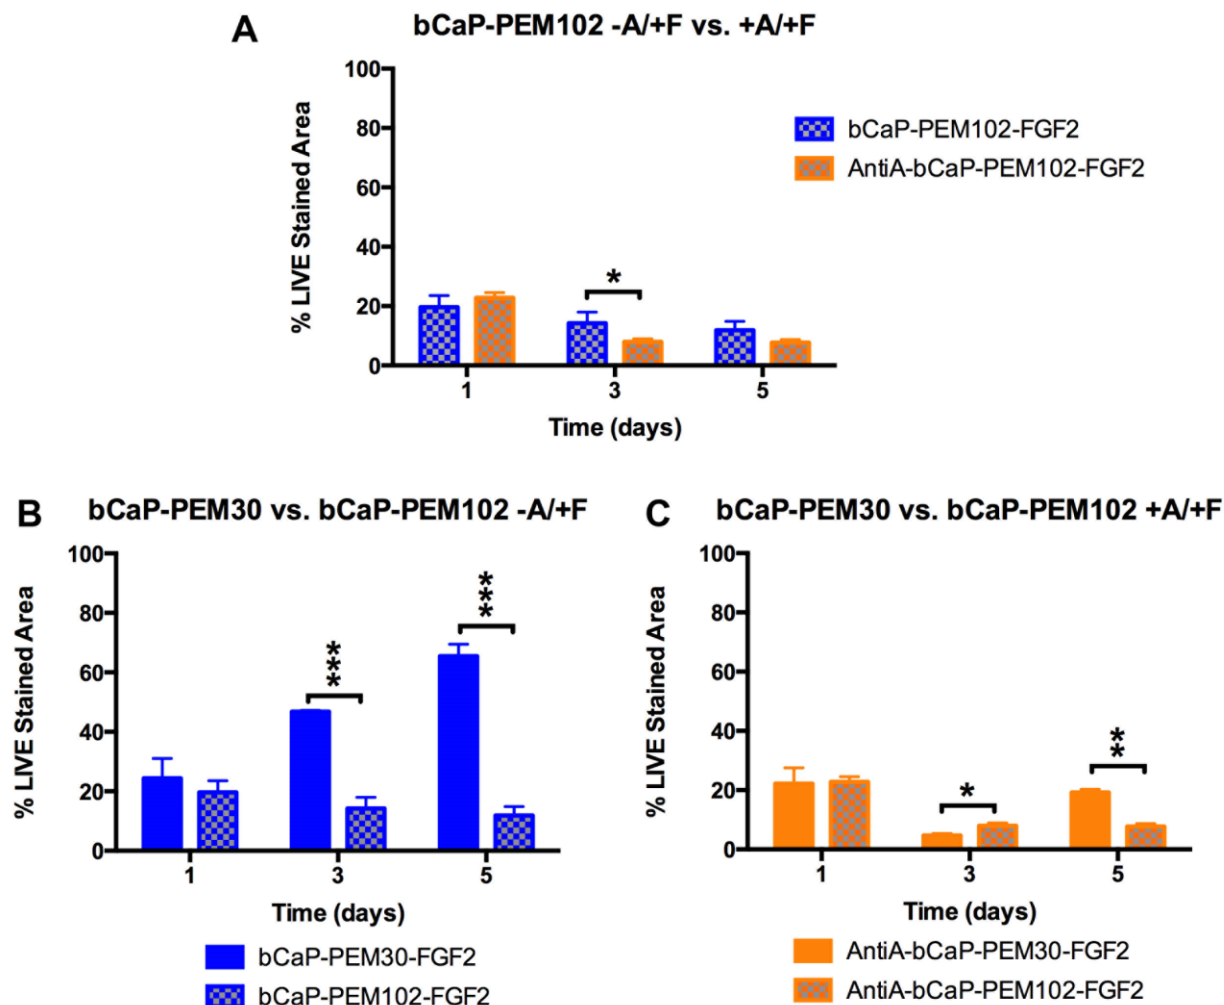 A
bCaP-PEM102 -A/+F vs. +A/+F
% LIVE Stained Area
100
80
60
40
20
0
*
1
3
5
Time (days)
bCaP-PEM102-FGF2
AntiA-bCaP-PEM102-FGF2
B
bCaP-PEM30 vs. bCaP-PEM102 -A/+F
% LIVE Stained Area
100
80
60
40
20
0
***
***
1
3
5
Time (days)
bCaP-PEM30-FGF2
bCaP-PEM102-FGF2
C
bCaP-PEM30 vs. bCaP-PEM102 +A/+F
% LIVE Stained Area
100
80
60
40
20
0
*
**
1
3
5
Time (days)
AntiA-bCaP-PEM30-FGF2
AntiA-bCaP-PEM102-FGF2